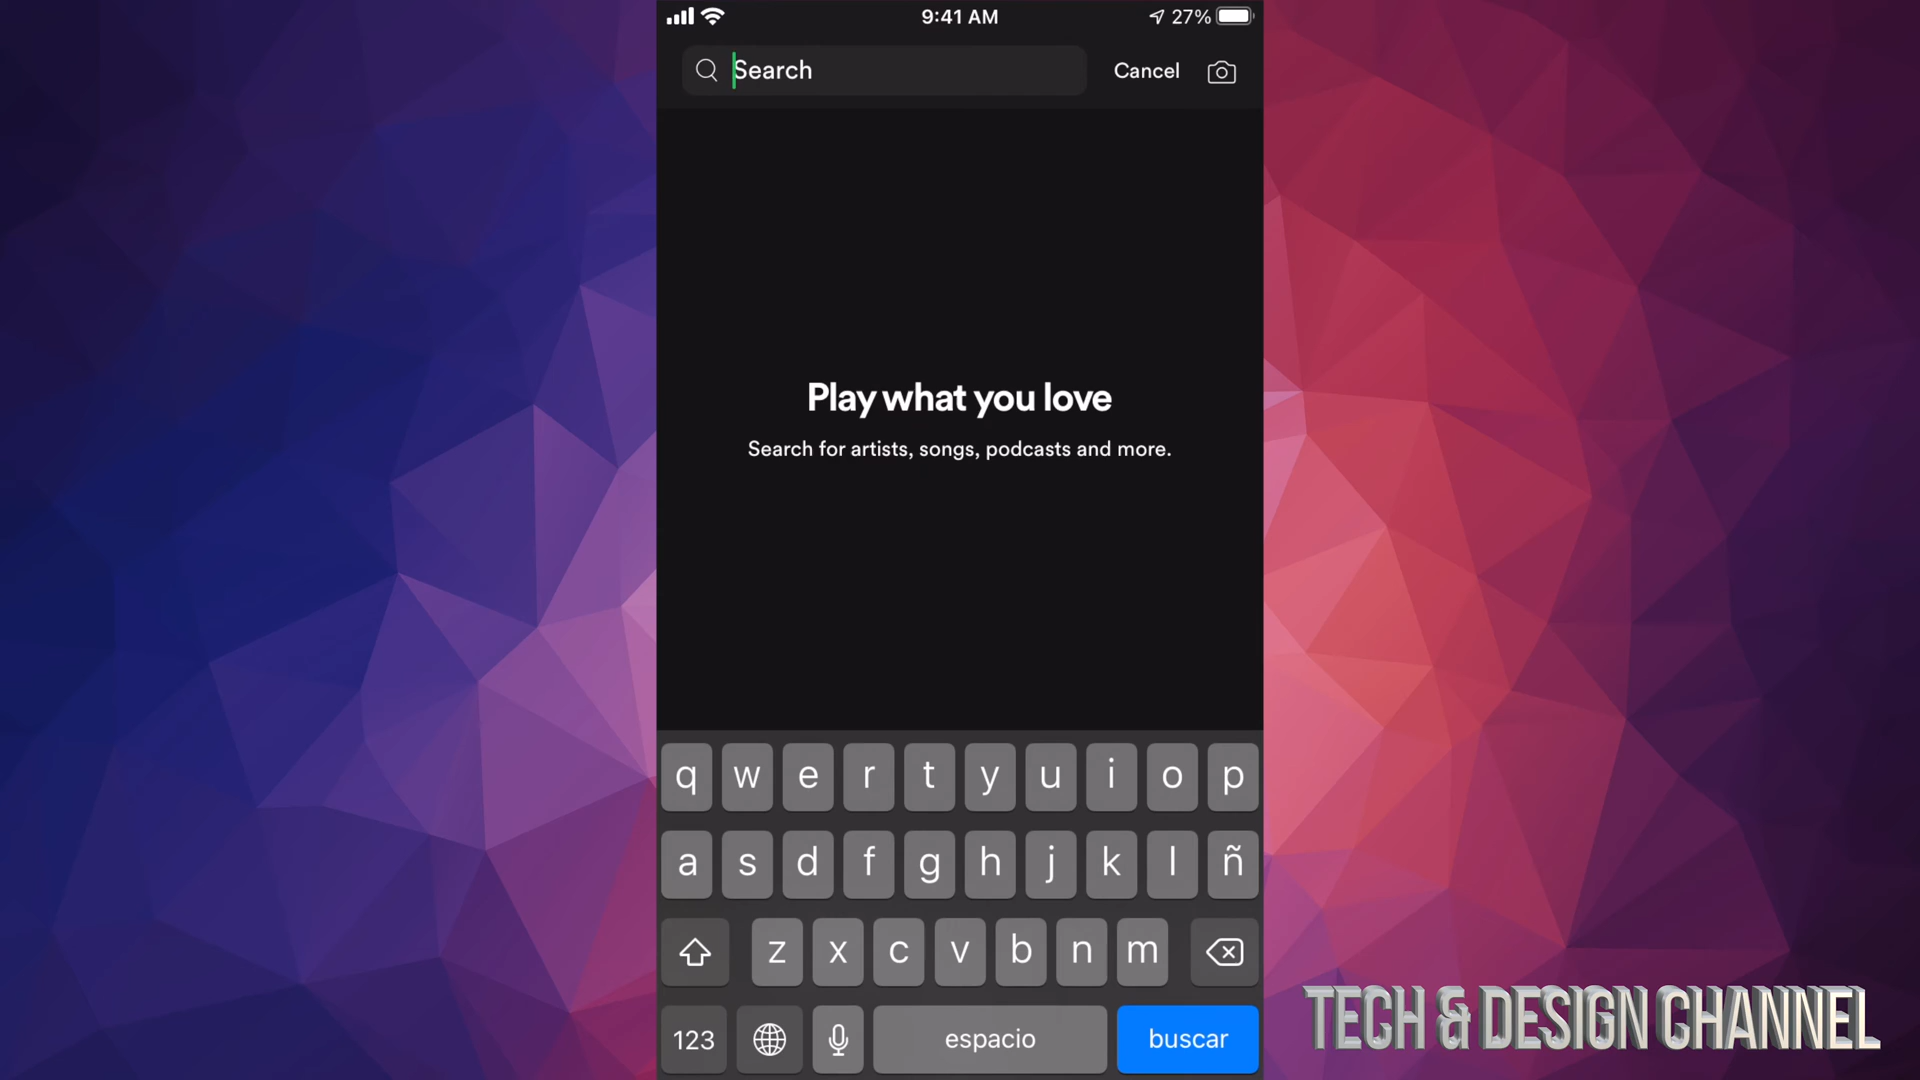 9:41 AM
27%
Search
Cancel
Play what you love
Search for artists, songs, podcasts and more.
q w e r t y u i o p
a s d f g h j k l ñ
z x c v b n m
123
espacio
buscar
TECH & DESIGN CHANNEL